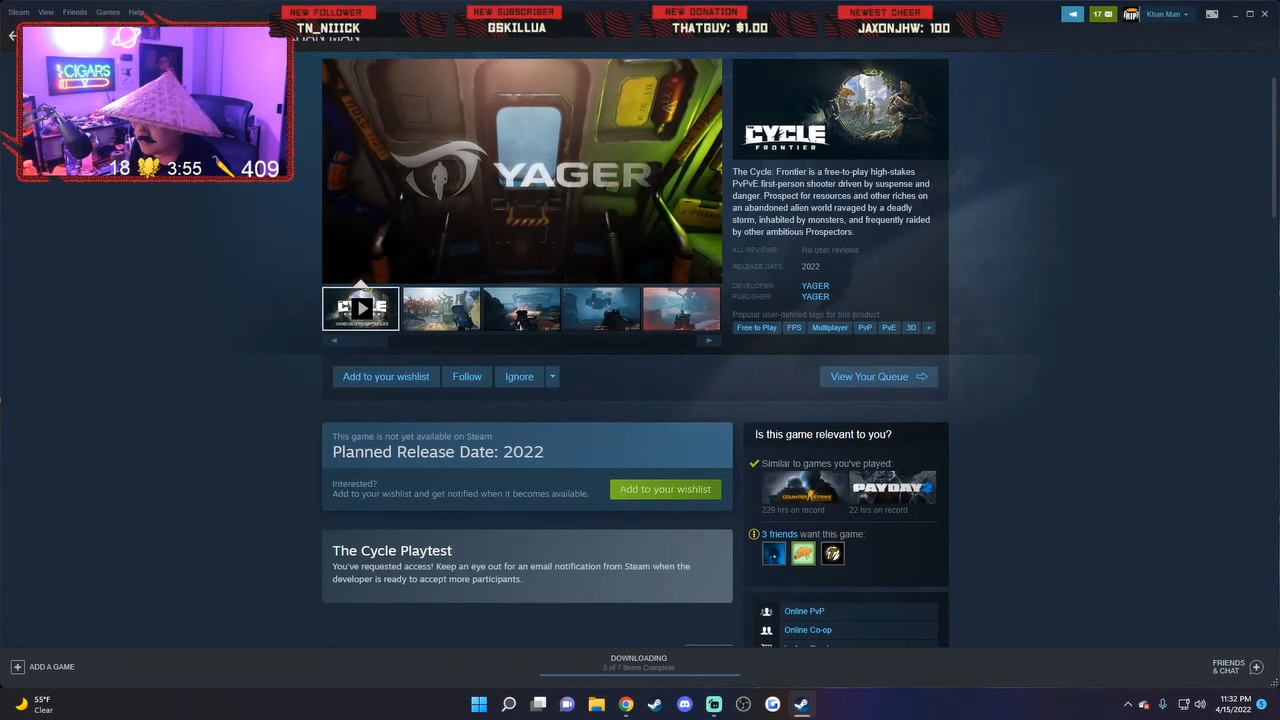 Steam View Friends Games Help
NEW FOLLOWER
TN_NIIICK
NEW SUBSCRIBER
GSKILLUA
NEW DONATION
THATGUY: $1.00
NEWEST CHEER
JAXONJHW: 100
17
Khan Man
CIGARS
18 3:55 409
YAGER
THE CYCLE
FRONTIER
The Cycle: Frontier is a free-to-play high-stakes
PvPvE first-person shooter driven by suspense and
danger. Prospect for resources and other riches on
an abandoned alien world ravaged by a deadly
storm, inhabited by monsters, and frequently raided
by other ambitious Prospectors.
ALL REVIEWS: No user reviews
RELEASE DATE: 2022
DEVELOPER: YAGER
PUBLISHER: YAGER
Popular user-defined tags for this product:
Free to Play FPS Multiplayer PvP PvE 3D +
Add to your wishlist Follow Ignore
View Your Queue
This game is not yet available on Steam
Planned Release Date: 2022
Interested?
Add to your wishlist and get notified when it becomes available.
Add to your wishlist
The Cycle Playtest
You've requested access! Keep an eye out for an email notification from Steam when the
developer is ready to accept more participants.
Is this game relevant to you?
Similar to games you've played:
COUNTER STRIKE PAYDAY 2
229 hrs on record 22 hrs on record
3 friends want this game:
Online PvP
Online Co-op
ADD A GAME
DOWNLOADING
3 of 7 Items Complete
FRIENDS
& CHAT
55°F
Clear
11:32 PM
4/15/2022
5